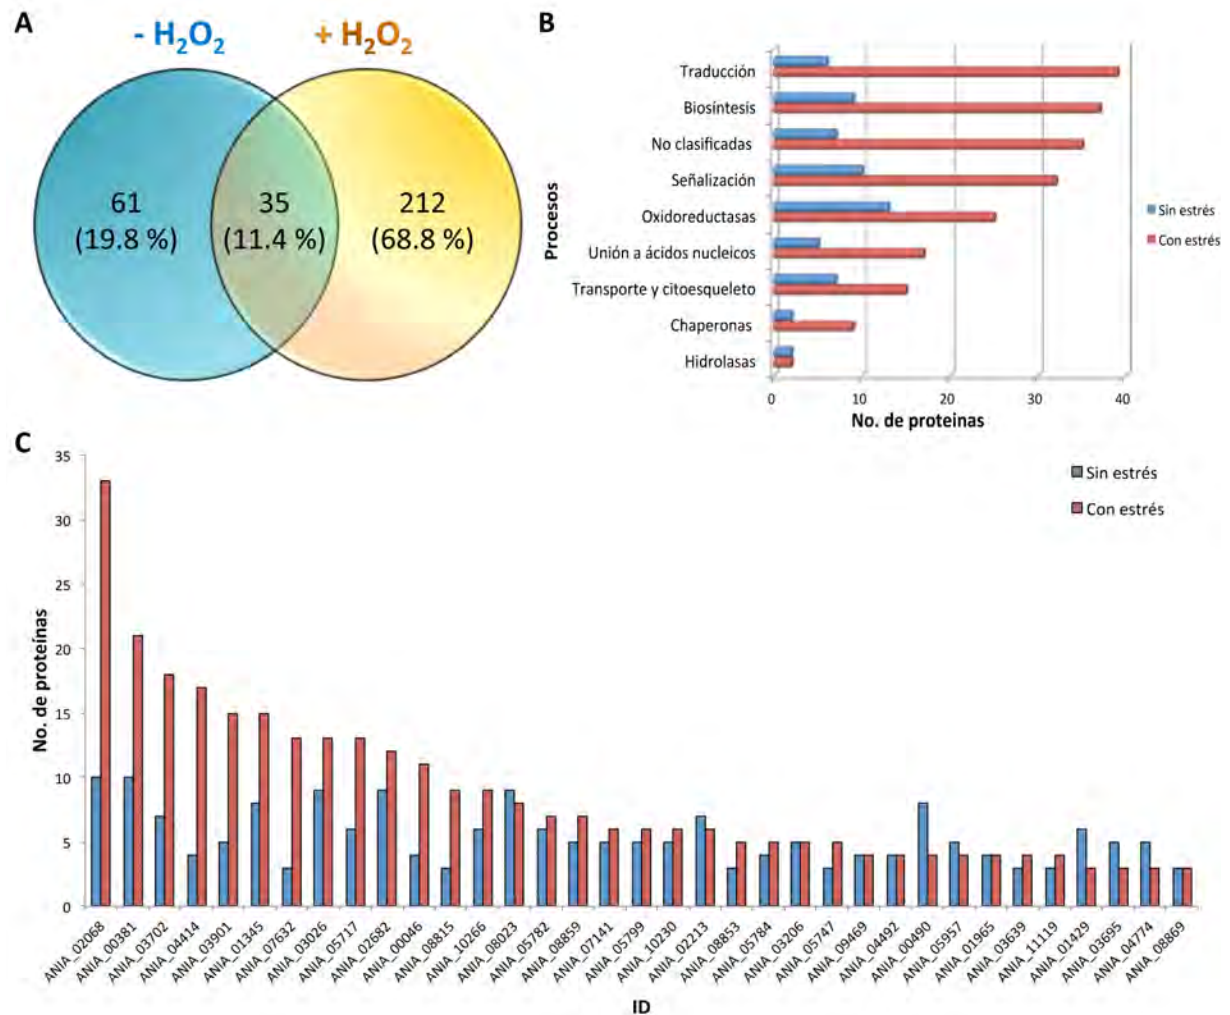 A
- H₂O₂
+ H₂O₂
61
(19.8 %)
35
(11.4 %)
212
(68.8 %)
B
Procesos
Traducción
Biosíntesis
No clasificadas
Señalización
Oxidoreductasas
Unión a ácidos nucleicos
Transporte y citoesqueleto
Chaperonas
Hidrolasas
0 10 20 30 40
No. de proteinas
Sin estrés
Con estrés
C
No. de proteínas
35
30
25
20
15
10
5
0
Sin estrés
Con estrés
ANIA_02068
ANIA_00381
ANIA_03702
ANIA_04414
ANIA_03901
ANIA_01345
ANIA_07632
ANIA_03026
ANIA_05717
ANIA_02682
ANIA_00046
ANIA_08815
ANIA_10266
ANIA_08023
ANIA_05782
ANIA_08859
ANIA_07141
ANIA_05799
ANIA_10230
ANIA_02213
ANIA_08853
ANIA_05784
ANIA_03206
ANIA_05747
ANIA_09469
ANIA_04492
ANIA_00490
ANIA_05957
ANIA_01965
ANIA_03639
ANIA_11119
ANIA_01429
ANIA_03695
ANIA_04774
ANIA_08869
ID